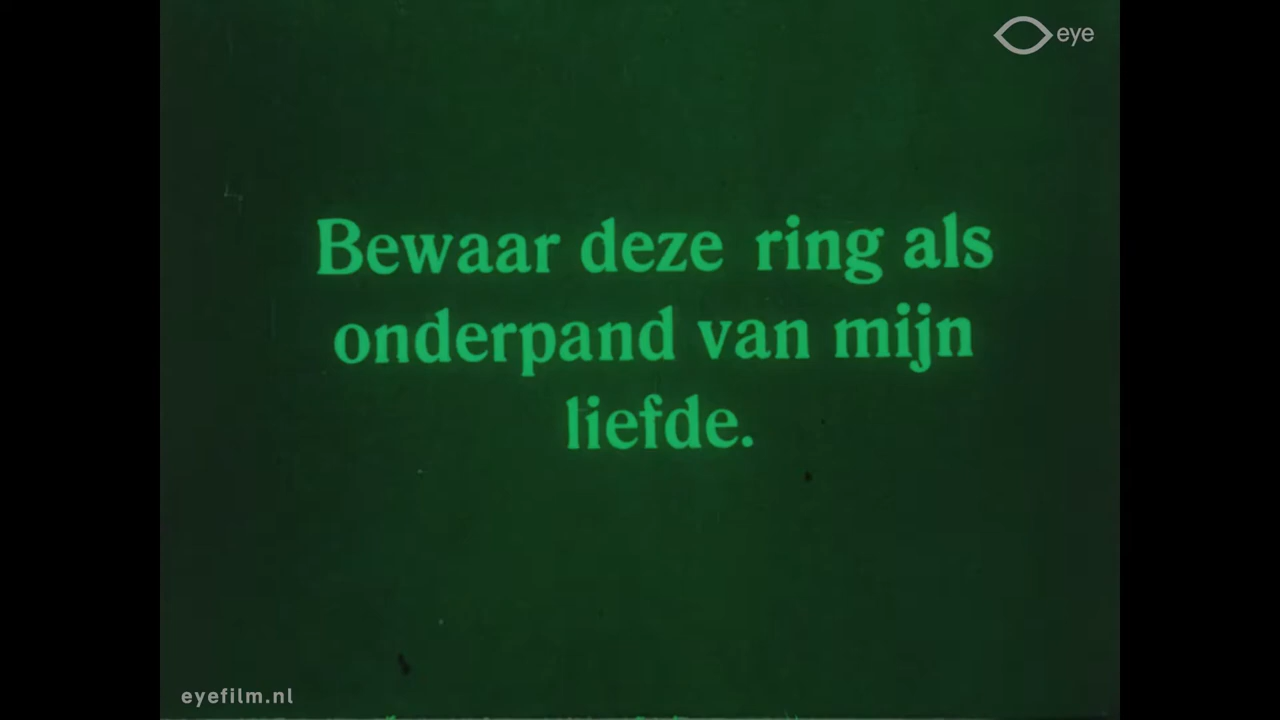 eye
Bewaar deze ring als
onderpand van mijn
liefde.
eyefilm.nl